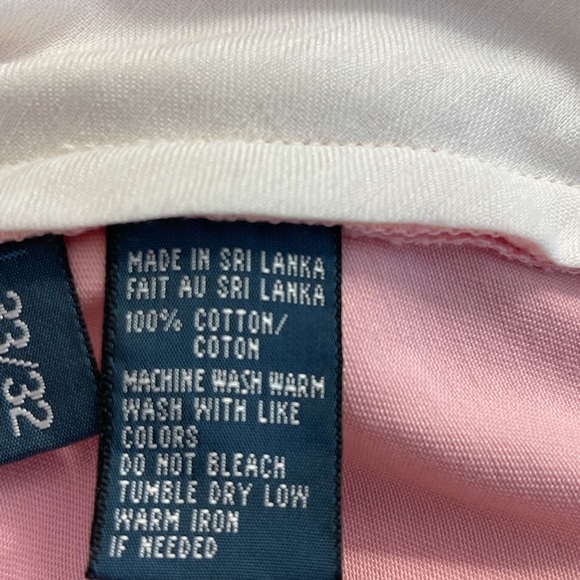 MADE IN SRI LANKA
FAIT AU SRI LANKA
100% COTTON/
COTON
MACHINE WASH WARM
WASH WITH LIKE
COLORS
DO NOT BLEACH
TUMBLE DRY LOW
WARM IRON
IF NEEDED
33/32